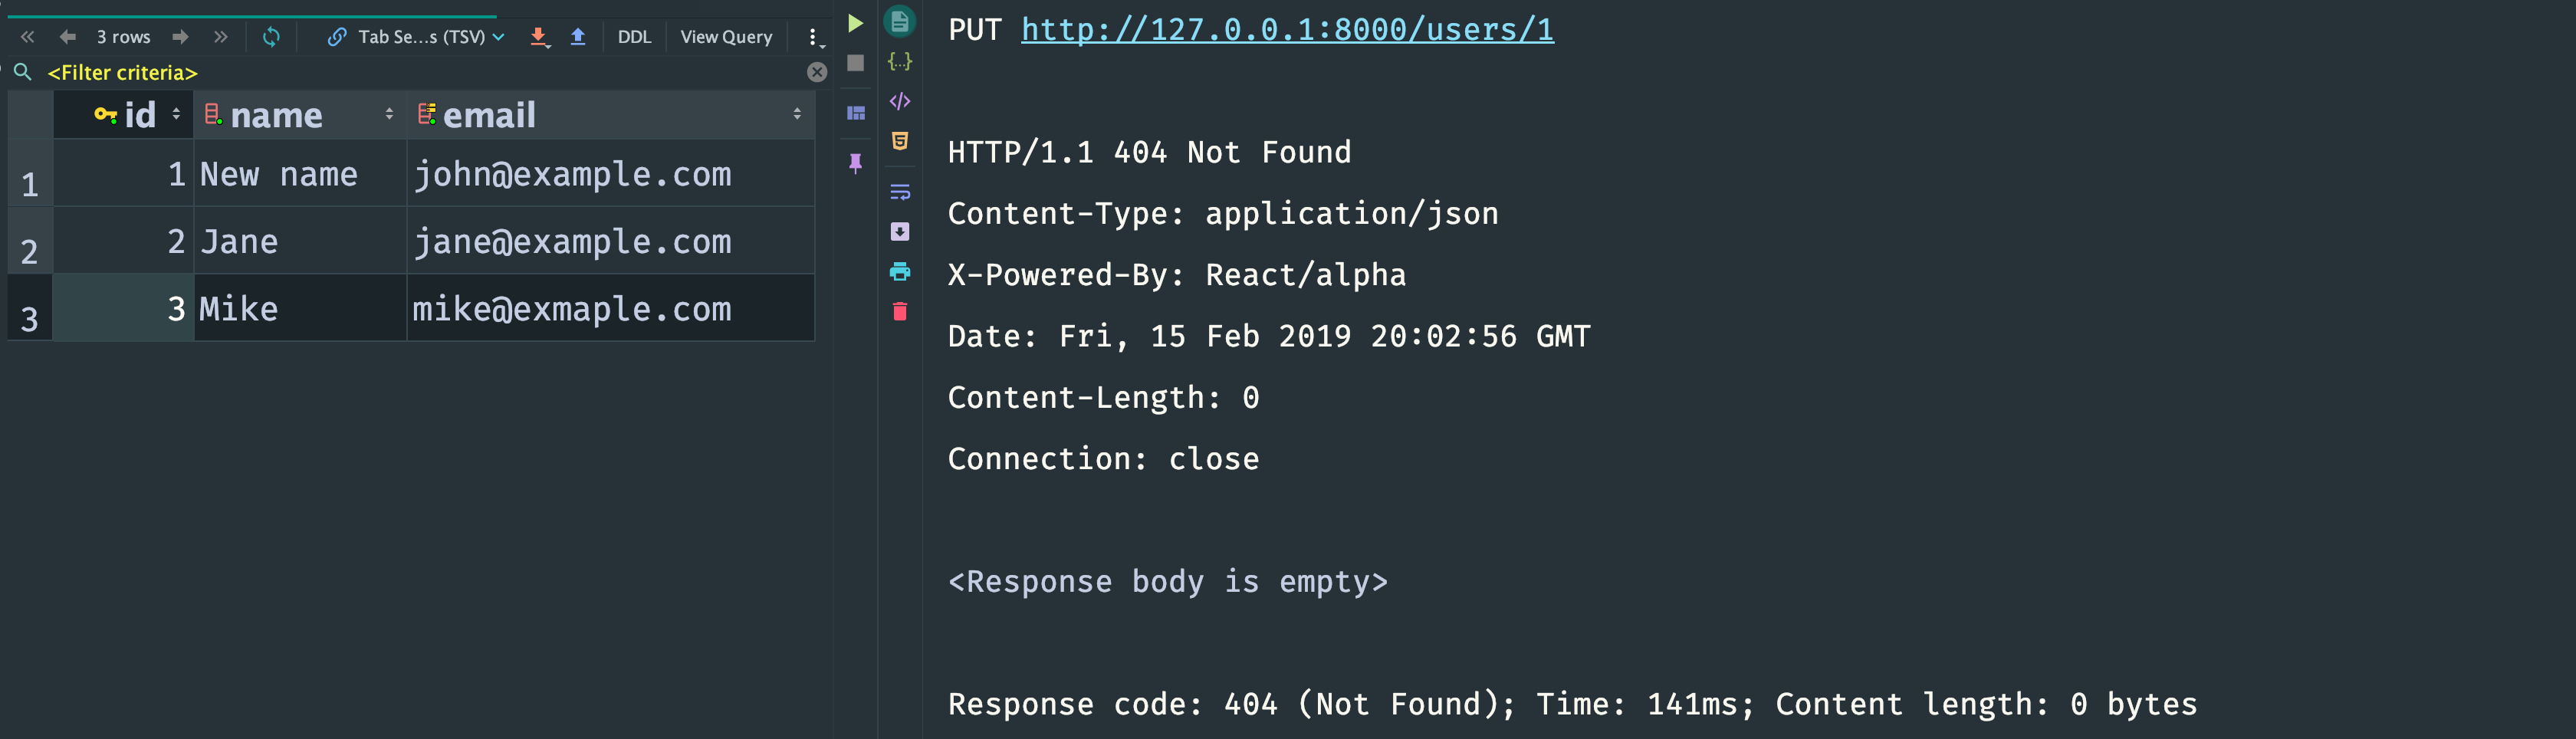 3 rows
Tab Se...s (TSV)
DDL
View Query
<Filter criteria>
id name email
1 1 New name john@example.com
2 2 Jane jane@example.com
3 3 Mike mike@exmaple.com
PUT http://127.0.0.1:8000/users/1
HTTP/1.1 404 Not Found
Content-Type: application/json
X-Powered-By: React/alpha
Date: Fri, 15 Feb 2019 20:02:56 GMT
Content-Length: 0
Connection: close
<Response body is empty>
Response code: 404 (Not Found); Time: 141ms; Content length: 0 bytes